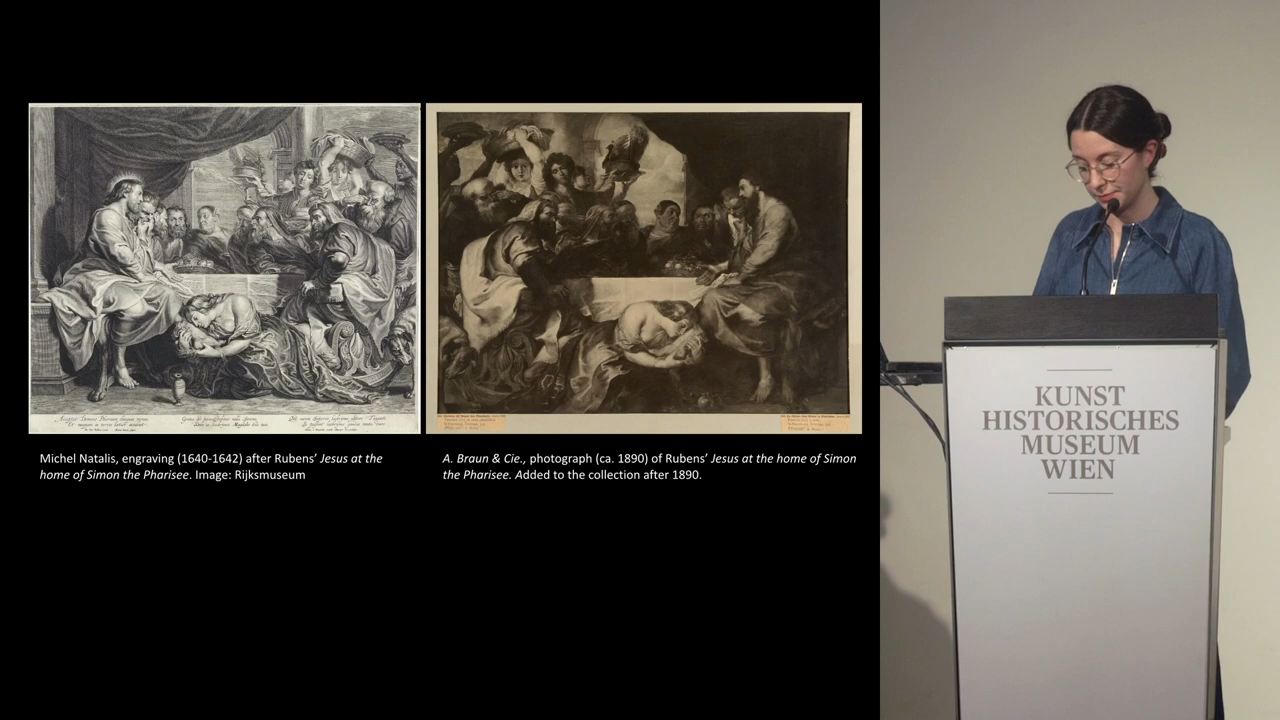 Michel Natalis, engraving (1640-1642) after Rubens’ Jesus at the
home of Simon the Pharisee. Image: Rijksmuseum
A. Braun & Cie., photograph (ca. 1890) of Rubens’ Jesus at the home of Simon
the Pharisee. Added to the collection after 1890.
KUNST
HISTORISCHES
MUSEUM
WIEN